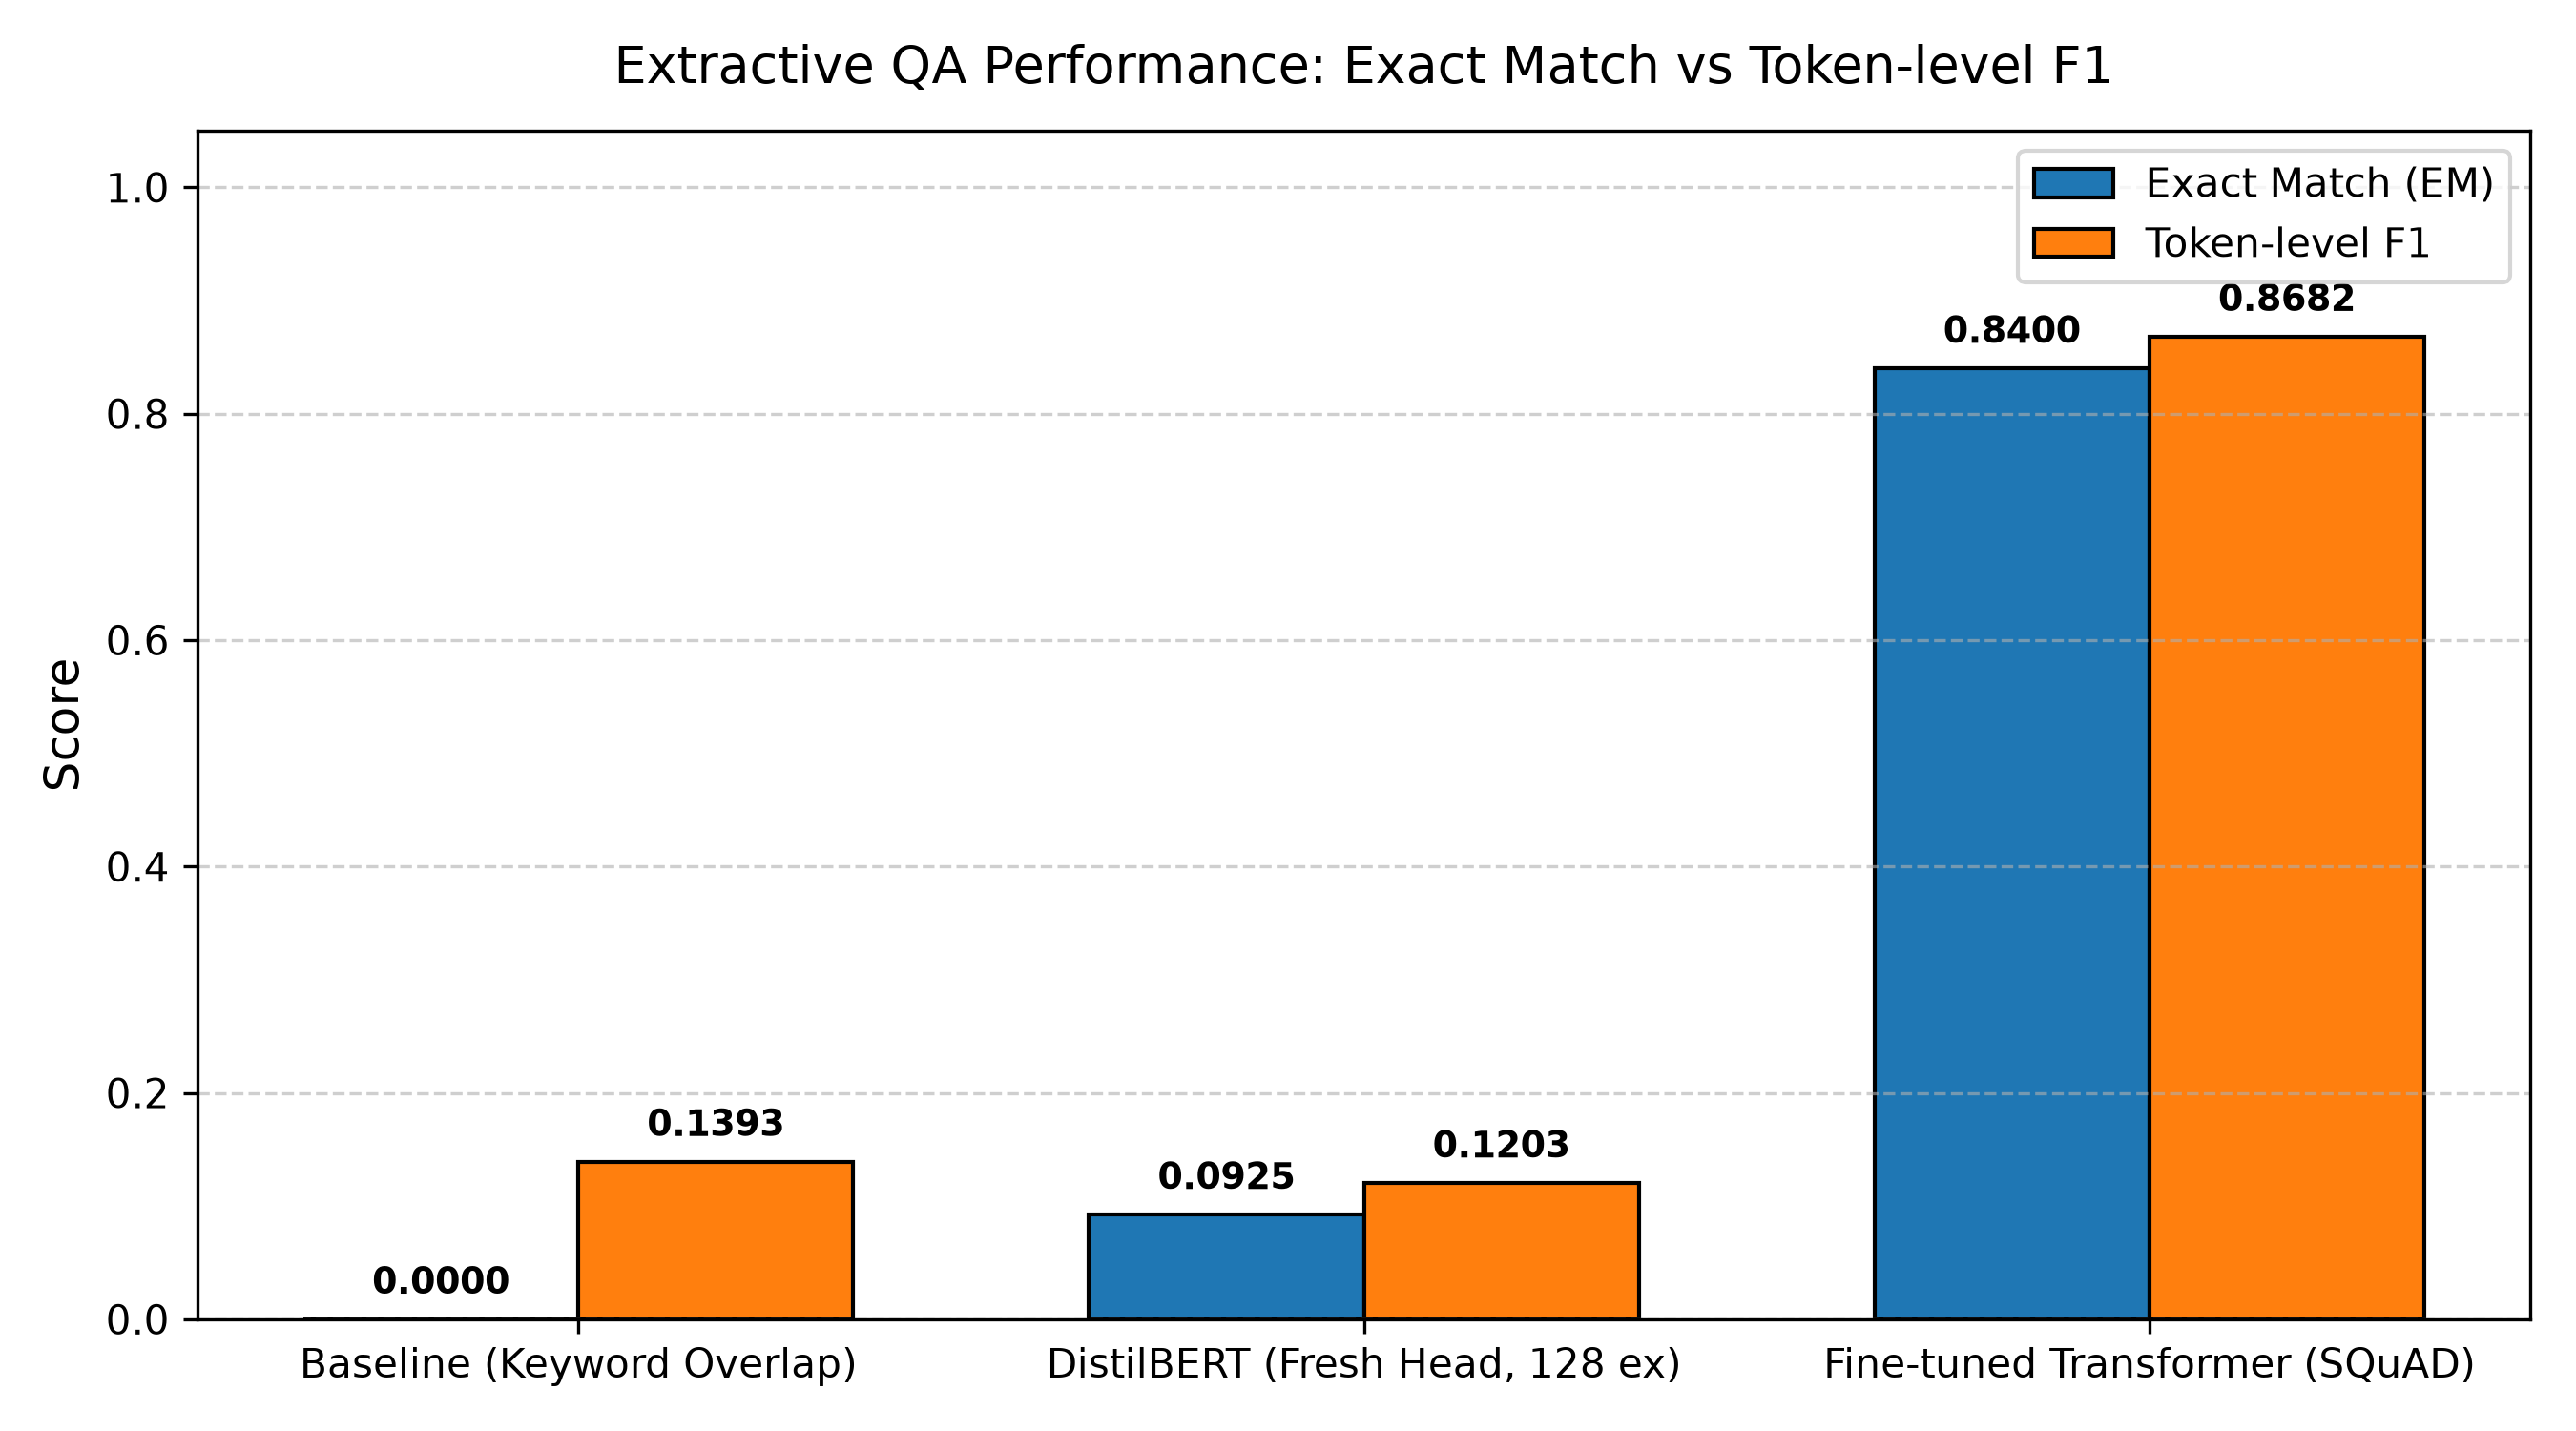 Extractive QA Performance: Exact Match vs Token-level F1
Exact Match (EM)
Token-level F1
Score
1.0
0.8
0.6
0.4
0.2
0.0
0.0000
0.1393
0.0925
0.1203
0.8400
0.8682
Baseline (Keyword Overlap)
DistilBERT (Fresh Head, 128 ex)
Fine-tuned Transformer (SQuAD)